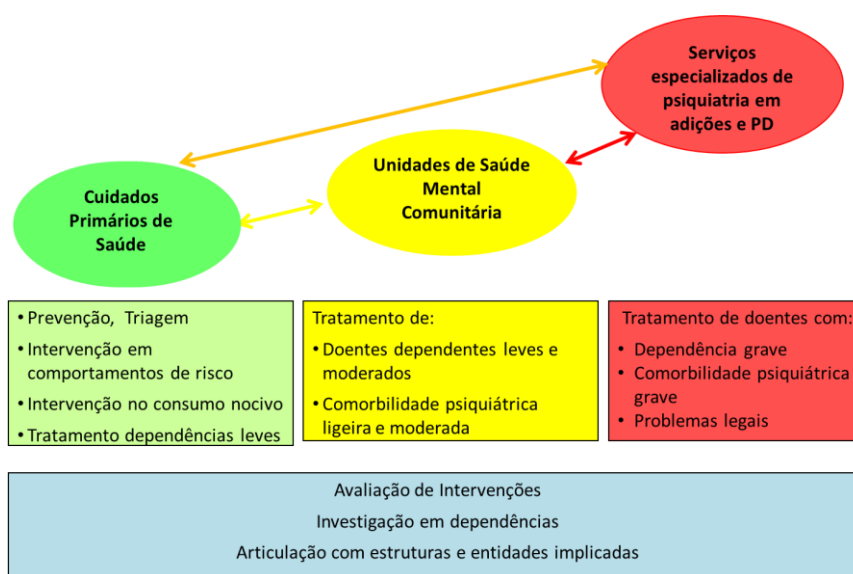 Serviços
especializados de
psiquiatria em
adições e PD
Unidades de Saúde
Mental
Comunitária
Cuidados
Primários de
Saúde
• Prevenção, Triagem
• Intervenção em
comportamentos de risco
• Intervenção no consumo nocivo
• Tratamento dependências leves
Tratamento de:
• Doentes dependentes leves e
moderados
• Comorbilidade psiquiátrica
ligeira e moderada
Tratamento de doentes com:
• Dependência grave
• Comorbilidade psiquiátrica
grave
• Problemas legais
Avaliação de Intervenções
Investigação em dependências
Articulação com estruturas e entidades implicadas